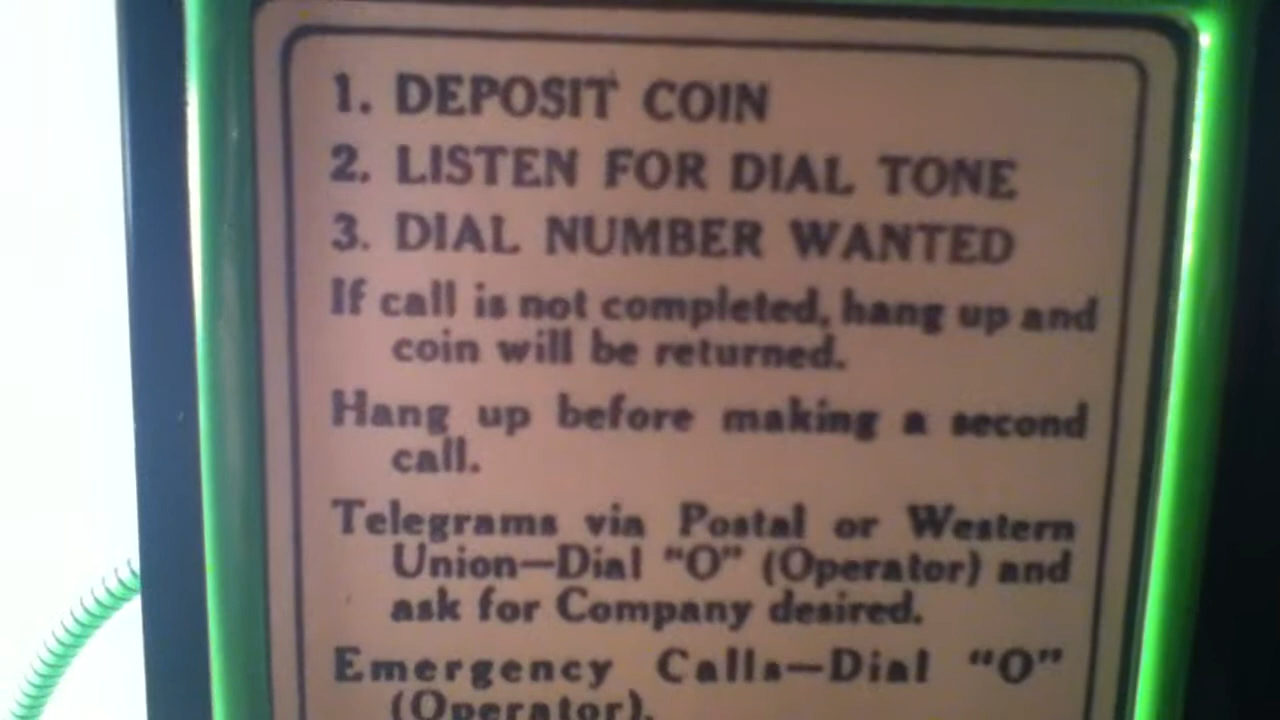 1. DEPOSIT COIN
2. LISTEN FOR DIAL TONE
3. DIAL NUMBER WANTED
If call is not completed, hang up and
coin will be returned.
Hang up before making a second
call.
Telegrams via Postal or Western
Union—Dial "O" (Operator) and
ask for Company desired.
Emergency Calls—Dial "O"
(Operator).